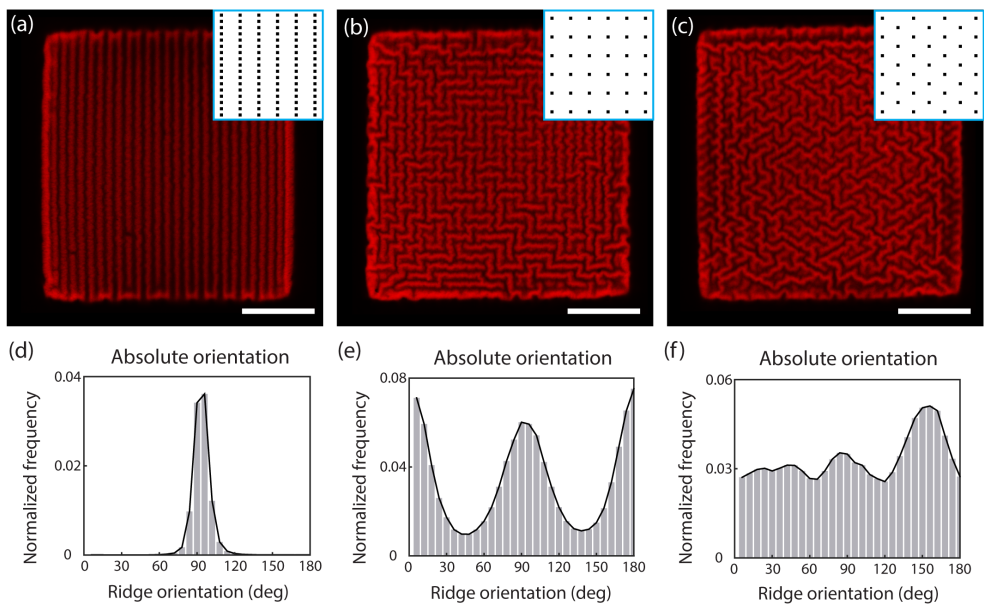 (a)
(b)
(c)
(d)
Absolute orientation
Normalized frequency
0.04
0.02
0
0 30 60 90 120 150 180
Ridge orientation (deg)
(e)
Absolute orientation
Normalized frequency
0.08
0.04
0
0 30 60 90 120 150 180
Ridge orientation (deg)
(f)
Absolute orientation
Normalized frequency
0.06
0.03
0
0 30 60 90 120 150 180
Ridge orientation (deg)